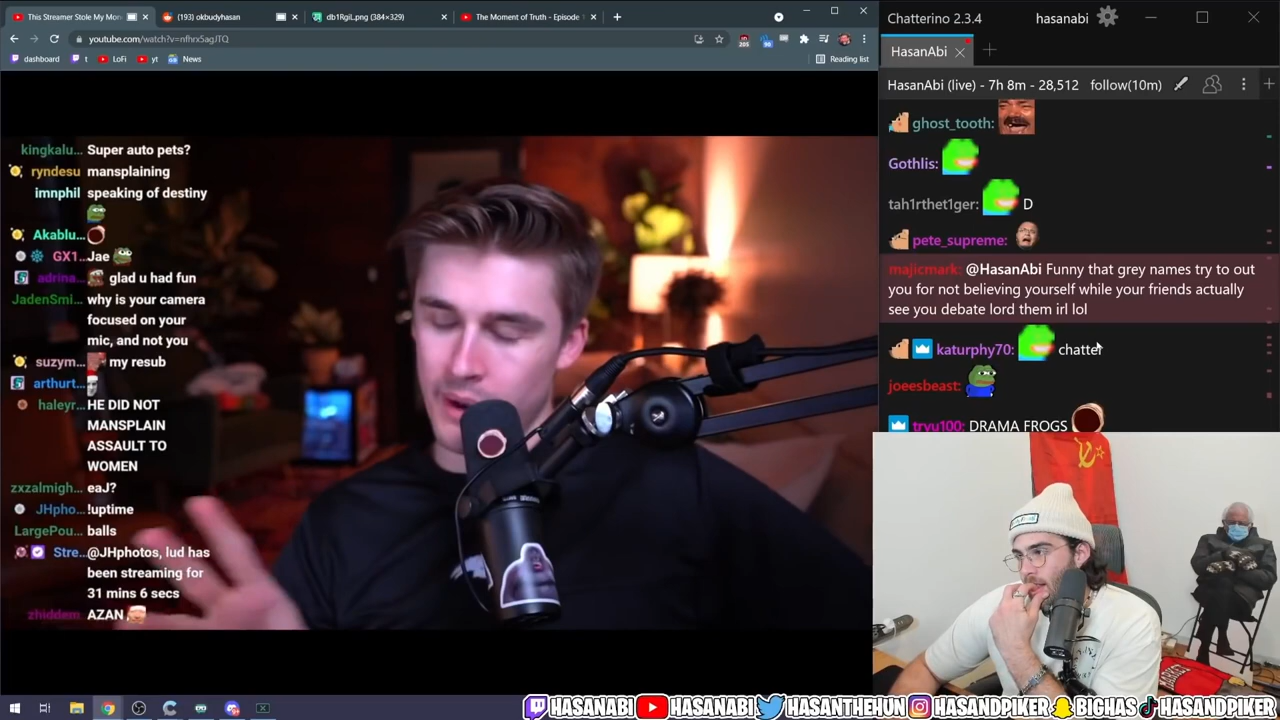 This Streamer Stole My Mon
(193) okbudyhasan
db1RgiL.png (384×329)
The Moment of Truth - Episode
youtube.com/watch?v=nfhrx5agJTQ
205
dashboard
t
LoFi
yt
News
Reading list
kingkalu... Super auto pets?
ryndesu mansplaining
imnphil speaking of destiny
Akablu...
GX1... Jae
adrina... glad u had fun
JadenSmi... why is your camera
focused on your
mic, and not you
suzym... my resub
arthurt...
haleyr... HE DID NOT
MANSPLAIN
ASSAULT TO
WOMEN
zxzalmigh... eaJ?
JHpho... !uptime
LargePou... balls
Stre... @JHphotos, lud has
been streaming for
31 mins 6 secs
zhiddem AZAN
Chatterino 2.3.4
hasanabi
HasanAbi
HasanAbi (live) - 7h 8m - 28,512
follow(10m)
ghost_tooth:
Gothlis:
tah1rthet1ger: D
pete_supreme:
majicmark: @HasanAbi Funny that grey names try to out
you for not believing yourself while your friends actually
see you debate lord them irl lol
katurphy70: chatter
joeesbeast:
tryu100: DRAMA FROGS
HASANABI
HASANABI
HASANTHEHUN
HASANDPIKER
BIGHAS
HASANDPIKER